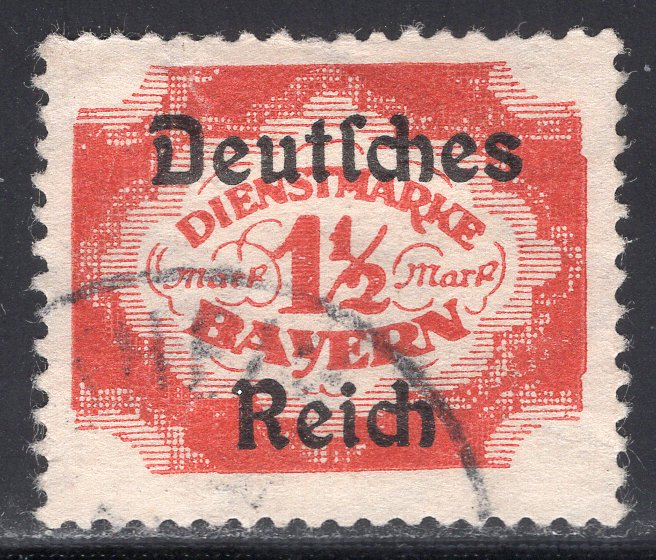 Deutſches
DIENSTMARKE
Mark 1½ Mark
BAYERN
Reich